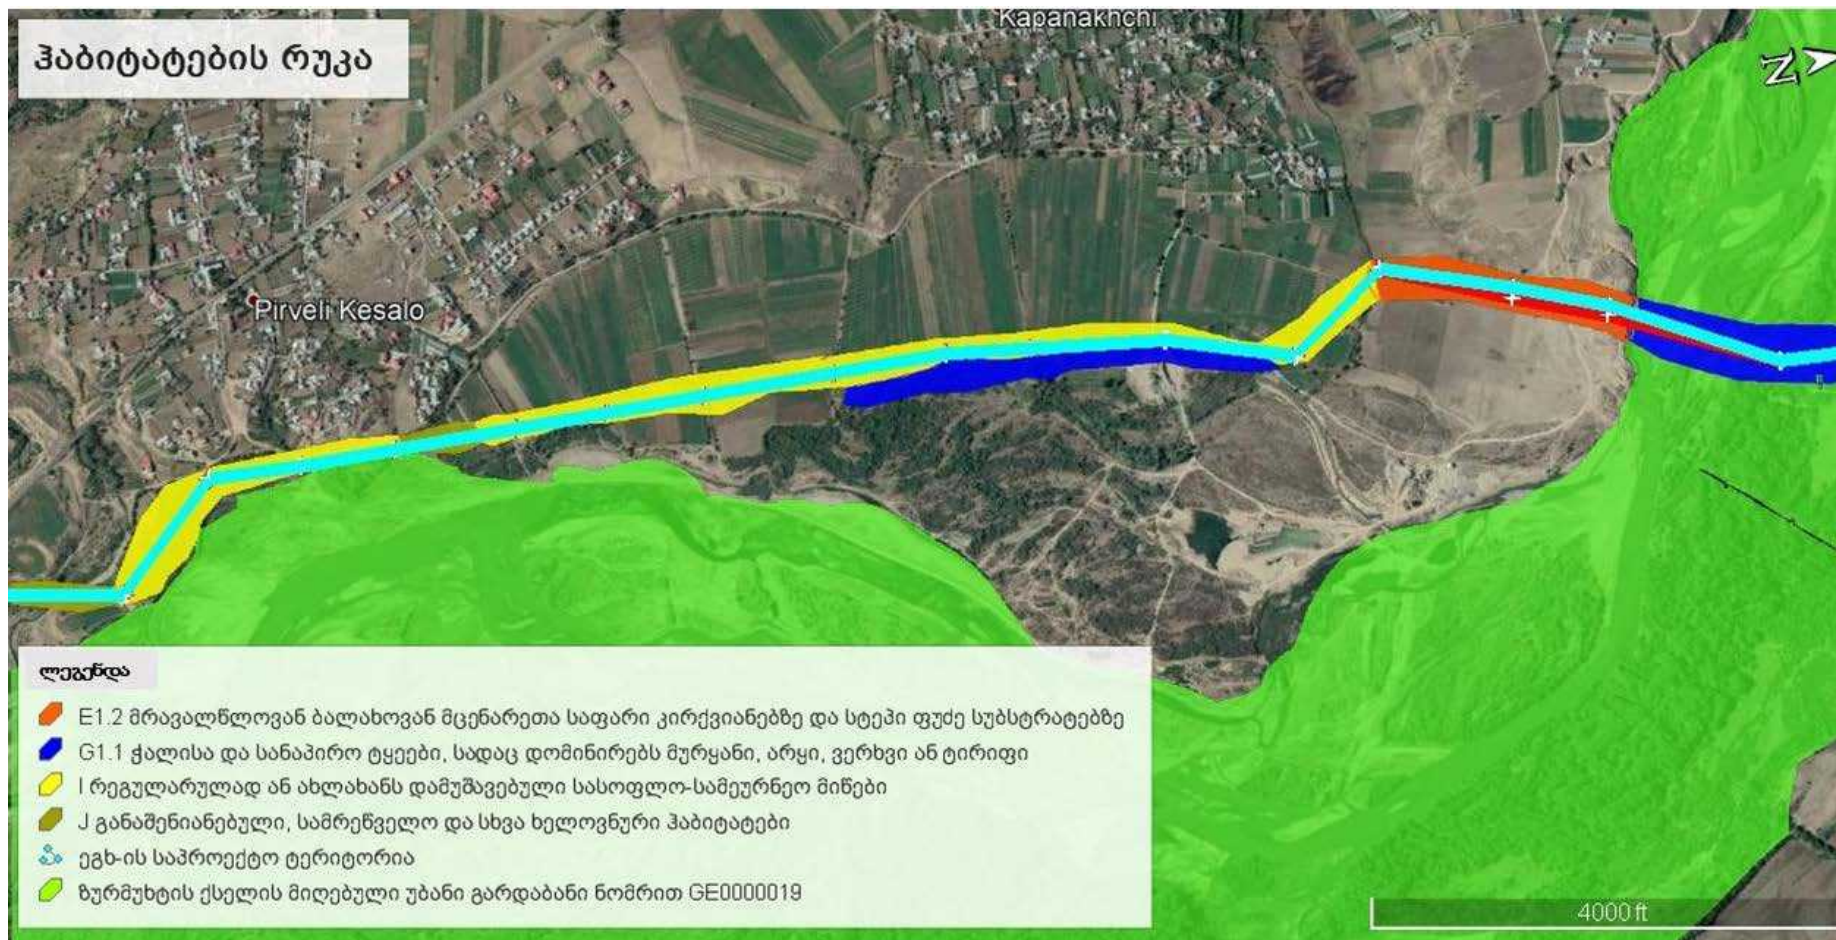 Kapanakhchi
ჰაბიტატების რუკა
N
Pirveli Kesalo
ლეგენდა
E1.2 მრავალწლოვან ბალახოვან მცენარეთა საფარი კირქვიანებზე და სტეპი ფუძე სუბსტრატებზე
G1.1 ჭალისა და სანაპირო ტყეები, სადაც დომინირებს მურყანი, არყი, ვერხვი ან ტირიფი
I რეგულარულად ან ახლახანს დამუშავებული სასოფლო-სამეურნეო მიწები
J განაშენიანებული, სამრეწველო და სხვა ხელოვნური ჰაბიტატები
ეგხ-ის საპროექტო ტერიტორია
ზურმუხტის ქსელის მიღებული უბანი გარდაბანი ნომრით GE0000019
4000 ft